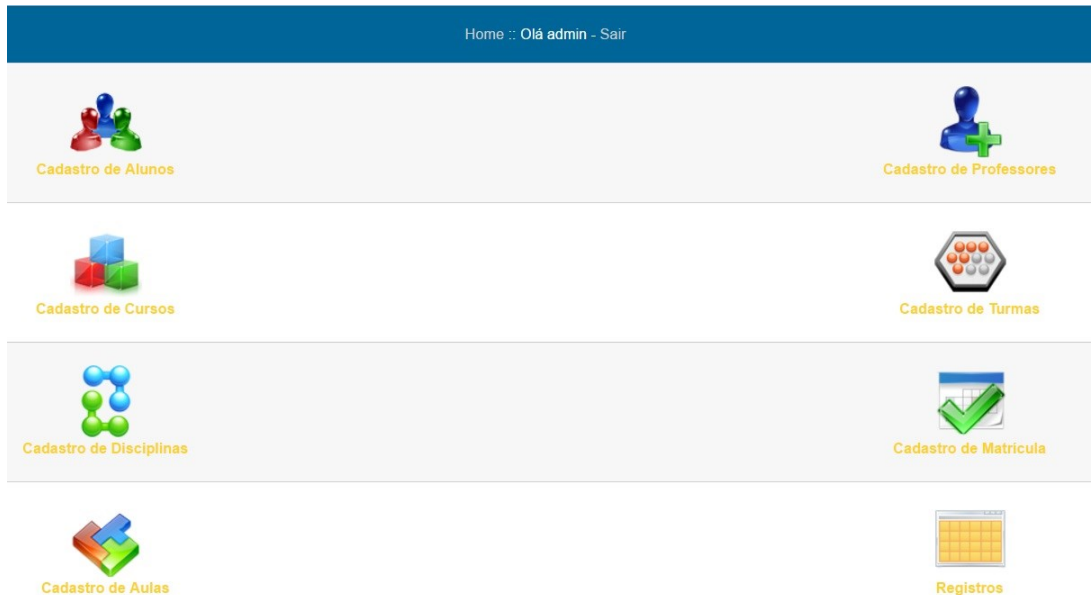 Home :: Olá admin - Sair
Cadastro de Alunos
Cadastro de Professores
Cadastro de Cursos
Cadastro de Turmas
Cadastro de Disciplinas
Cadastro de Matricula
Cadastro de Aulas
Registros